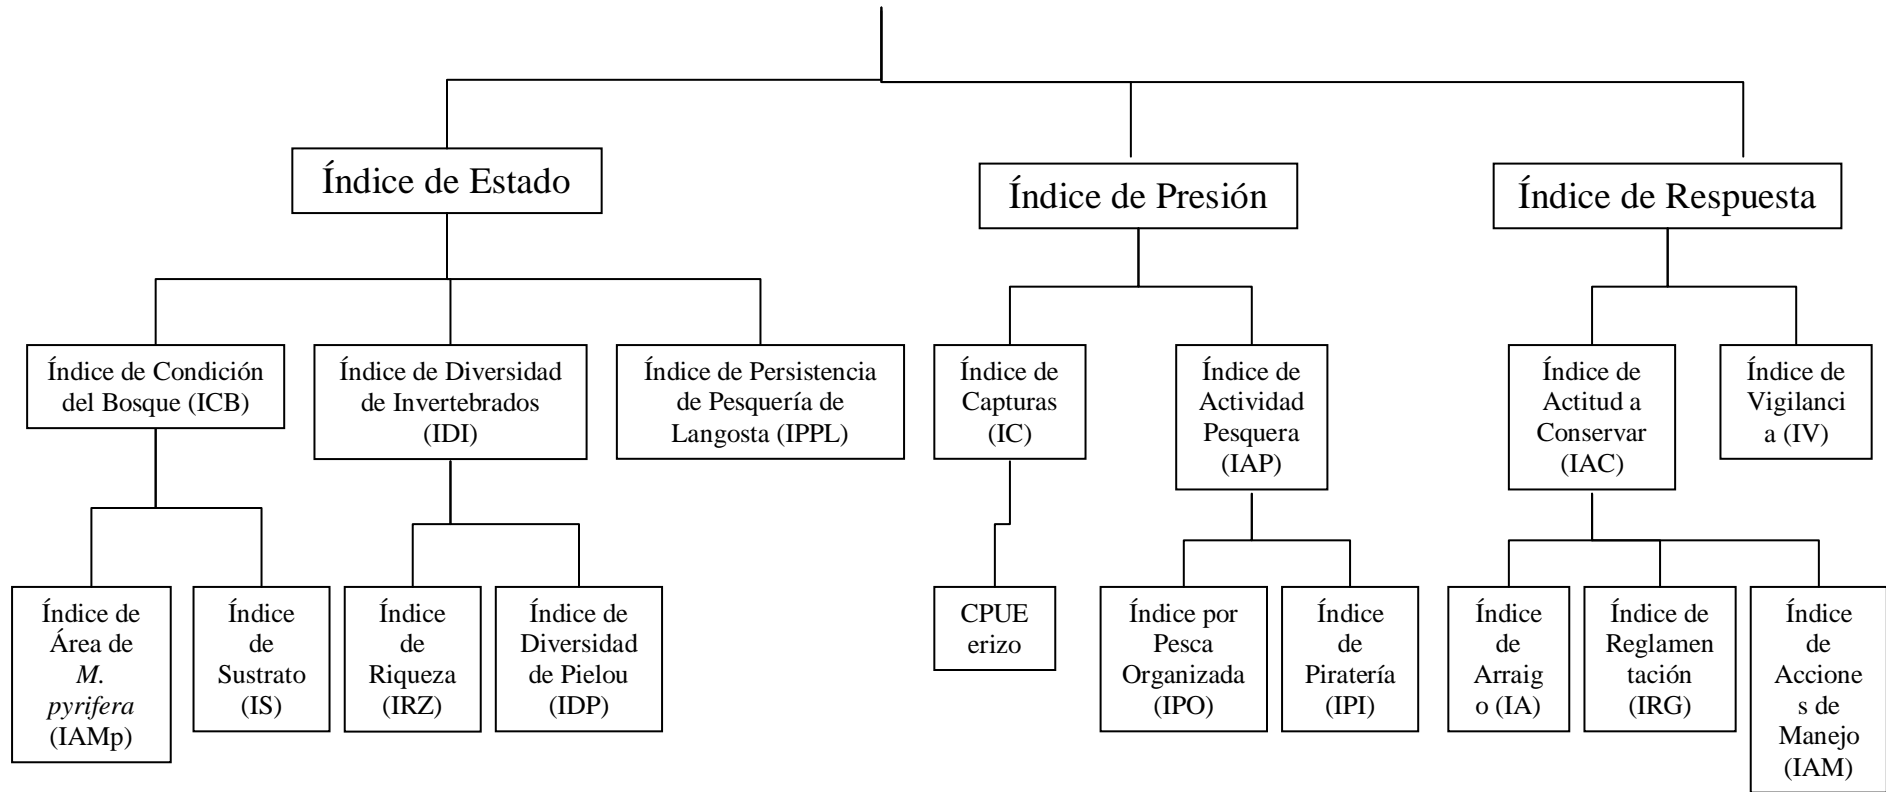 Índice de Estado
Índice de Presión
Índice de Respuesta
Índice de Condición
del Bosque (ICB)
Índice de Diversidad
de Invertebrados
(IDI)
Índice de Persistencia
de Pesquería de
Langosta (IPPL)
Índice de
Capturas
(IC)
Índice de
Actividad
Pesquera
(IAP)
Índice de
Actitud a
Conservar
(IAC)
Índice de
Vigilanci
a (IV)
Índice de
Área de
M.
pyrifera
(IAMp)
Índice
de
Sustrato
(IS)
Índice
de
Riqueza
(IRZ)
Índice de
Diversidad
de Pielou
(IDP)
CPUE
erizo
Índice por
Pesca
Organizada
(IPO)
Índice
de
Piratería
(IPI)
Índice
de
Arraig
o (IA)
Índice de
Reglamen
tación
(IRG)
Índice
de
Accione
s de
Manejo
(IAM)